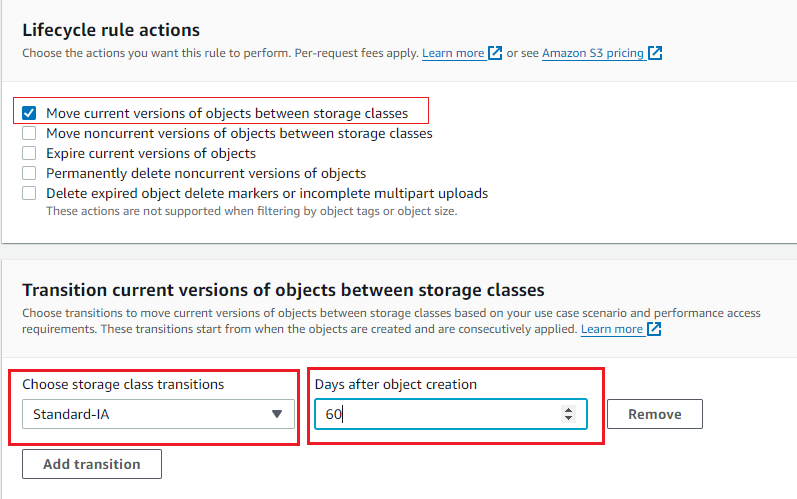 Lifecycle rule actions
Choose the actions you want this rule to perform. Per-request fees apply. Learn more or see Amazon S3 pricing
Move current versions of objects between storage classes
Move noncurrent versions of objects between storage classes
Expire current versions of objects
Permanently delete noncurrent versions of objects
Delete expired object delete markers or incomplete multipart uploads
These actions are not supported when filtering by object tags or object size.
Transition current versions of objects between storage classes
Choose transitions to move current versions of objects between storage classes based on your use case scenario and performance access
requirements. These transitions start from when the objects are created and are consecutively applied. Learn more
Choose storage class transitions Days after object creation
Standard-IA 60 Remove
Add transition